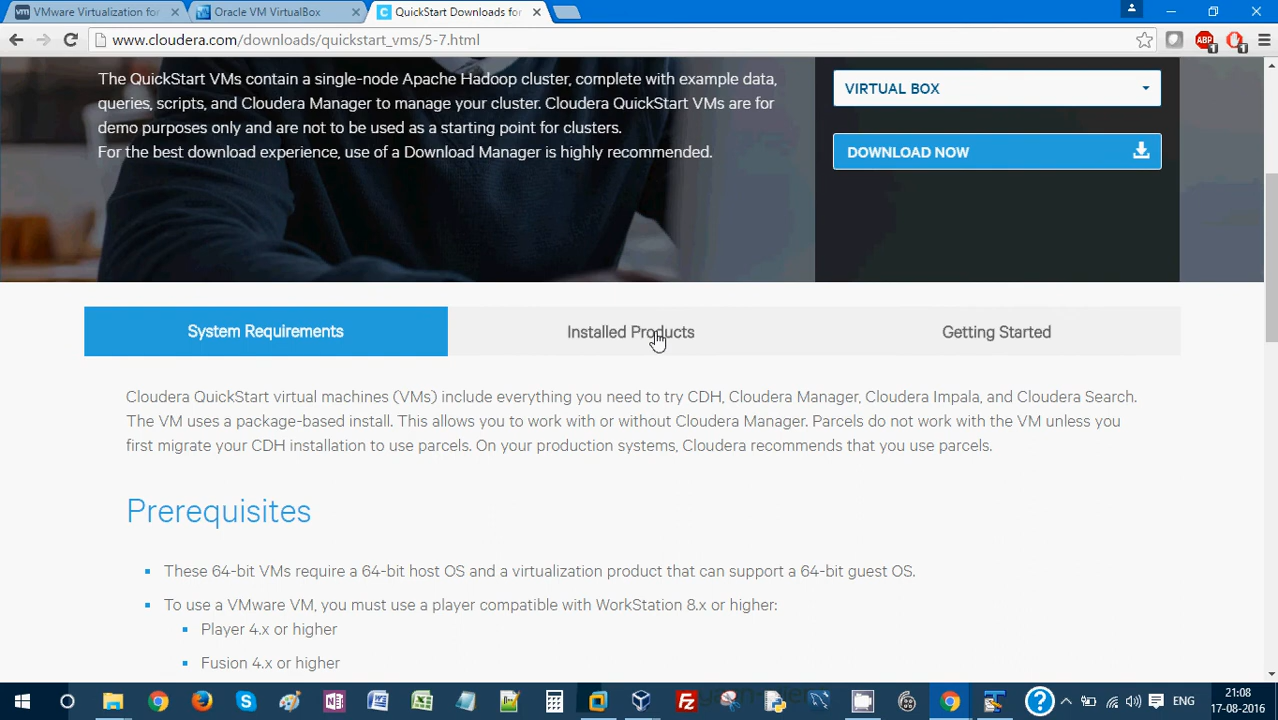 VMware Virtualization for
Oracle VM VirtualBox
QuickStart Downloads for
www.cloudera.com/downloads/quickstart_vms/5-7.html
ABP
1
1
The QuickStart VMs contain a single-node Apache Hadoop cluster, complete with example data,
queries, scripts, and Cloudera Manager to manage your cluster. Cloudera QuickStart VMs are for
demo purposes only and are not to be used as a starting point for clusters.
For the best download experience, use of a Download Manager is highly recommended.
VIRTUAL BOX
DOWNLOAD NOW
System Requirements
Installed Products
Getting Started
Cloudera QuickStart virtual machines (VMs) include everything you need to try CDH, Cloudera Manager, Cloudera Impala, and Cloudera Search.
The VM uses a package-based install. This allows you to work with or without Cloudera Manager. Parcels do not work with the VM unless you
first migrate your CDH installation to use parcels. On your production systems, Cloudera recommends that you use parcels.
Prerequisites
These 64-bit VMs require a 64-bit host OS and a virtualization product that can support a 64-bit guest OS.
To use a VMware VM, you must use a player compatible with WorkStation 8.x or higher:
Player 4.x or higher
Fusion 4.x or higher
ENG
21:08
17-08-2016